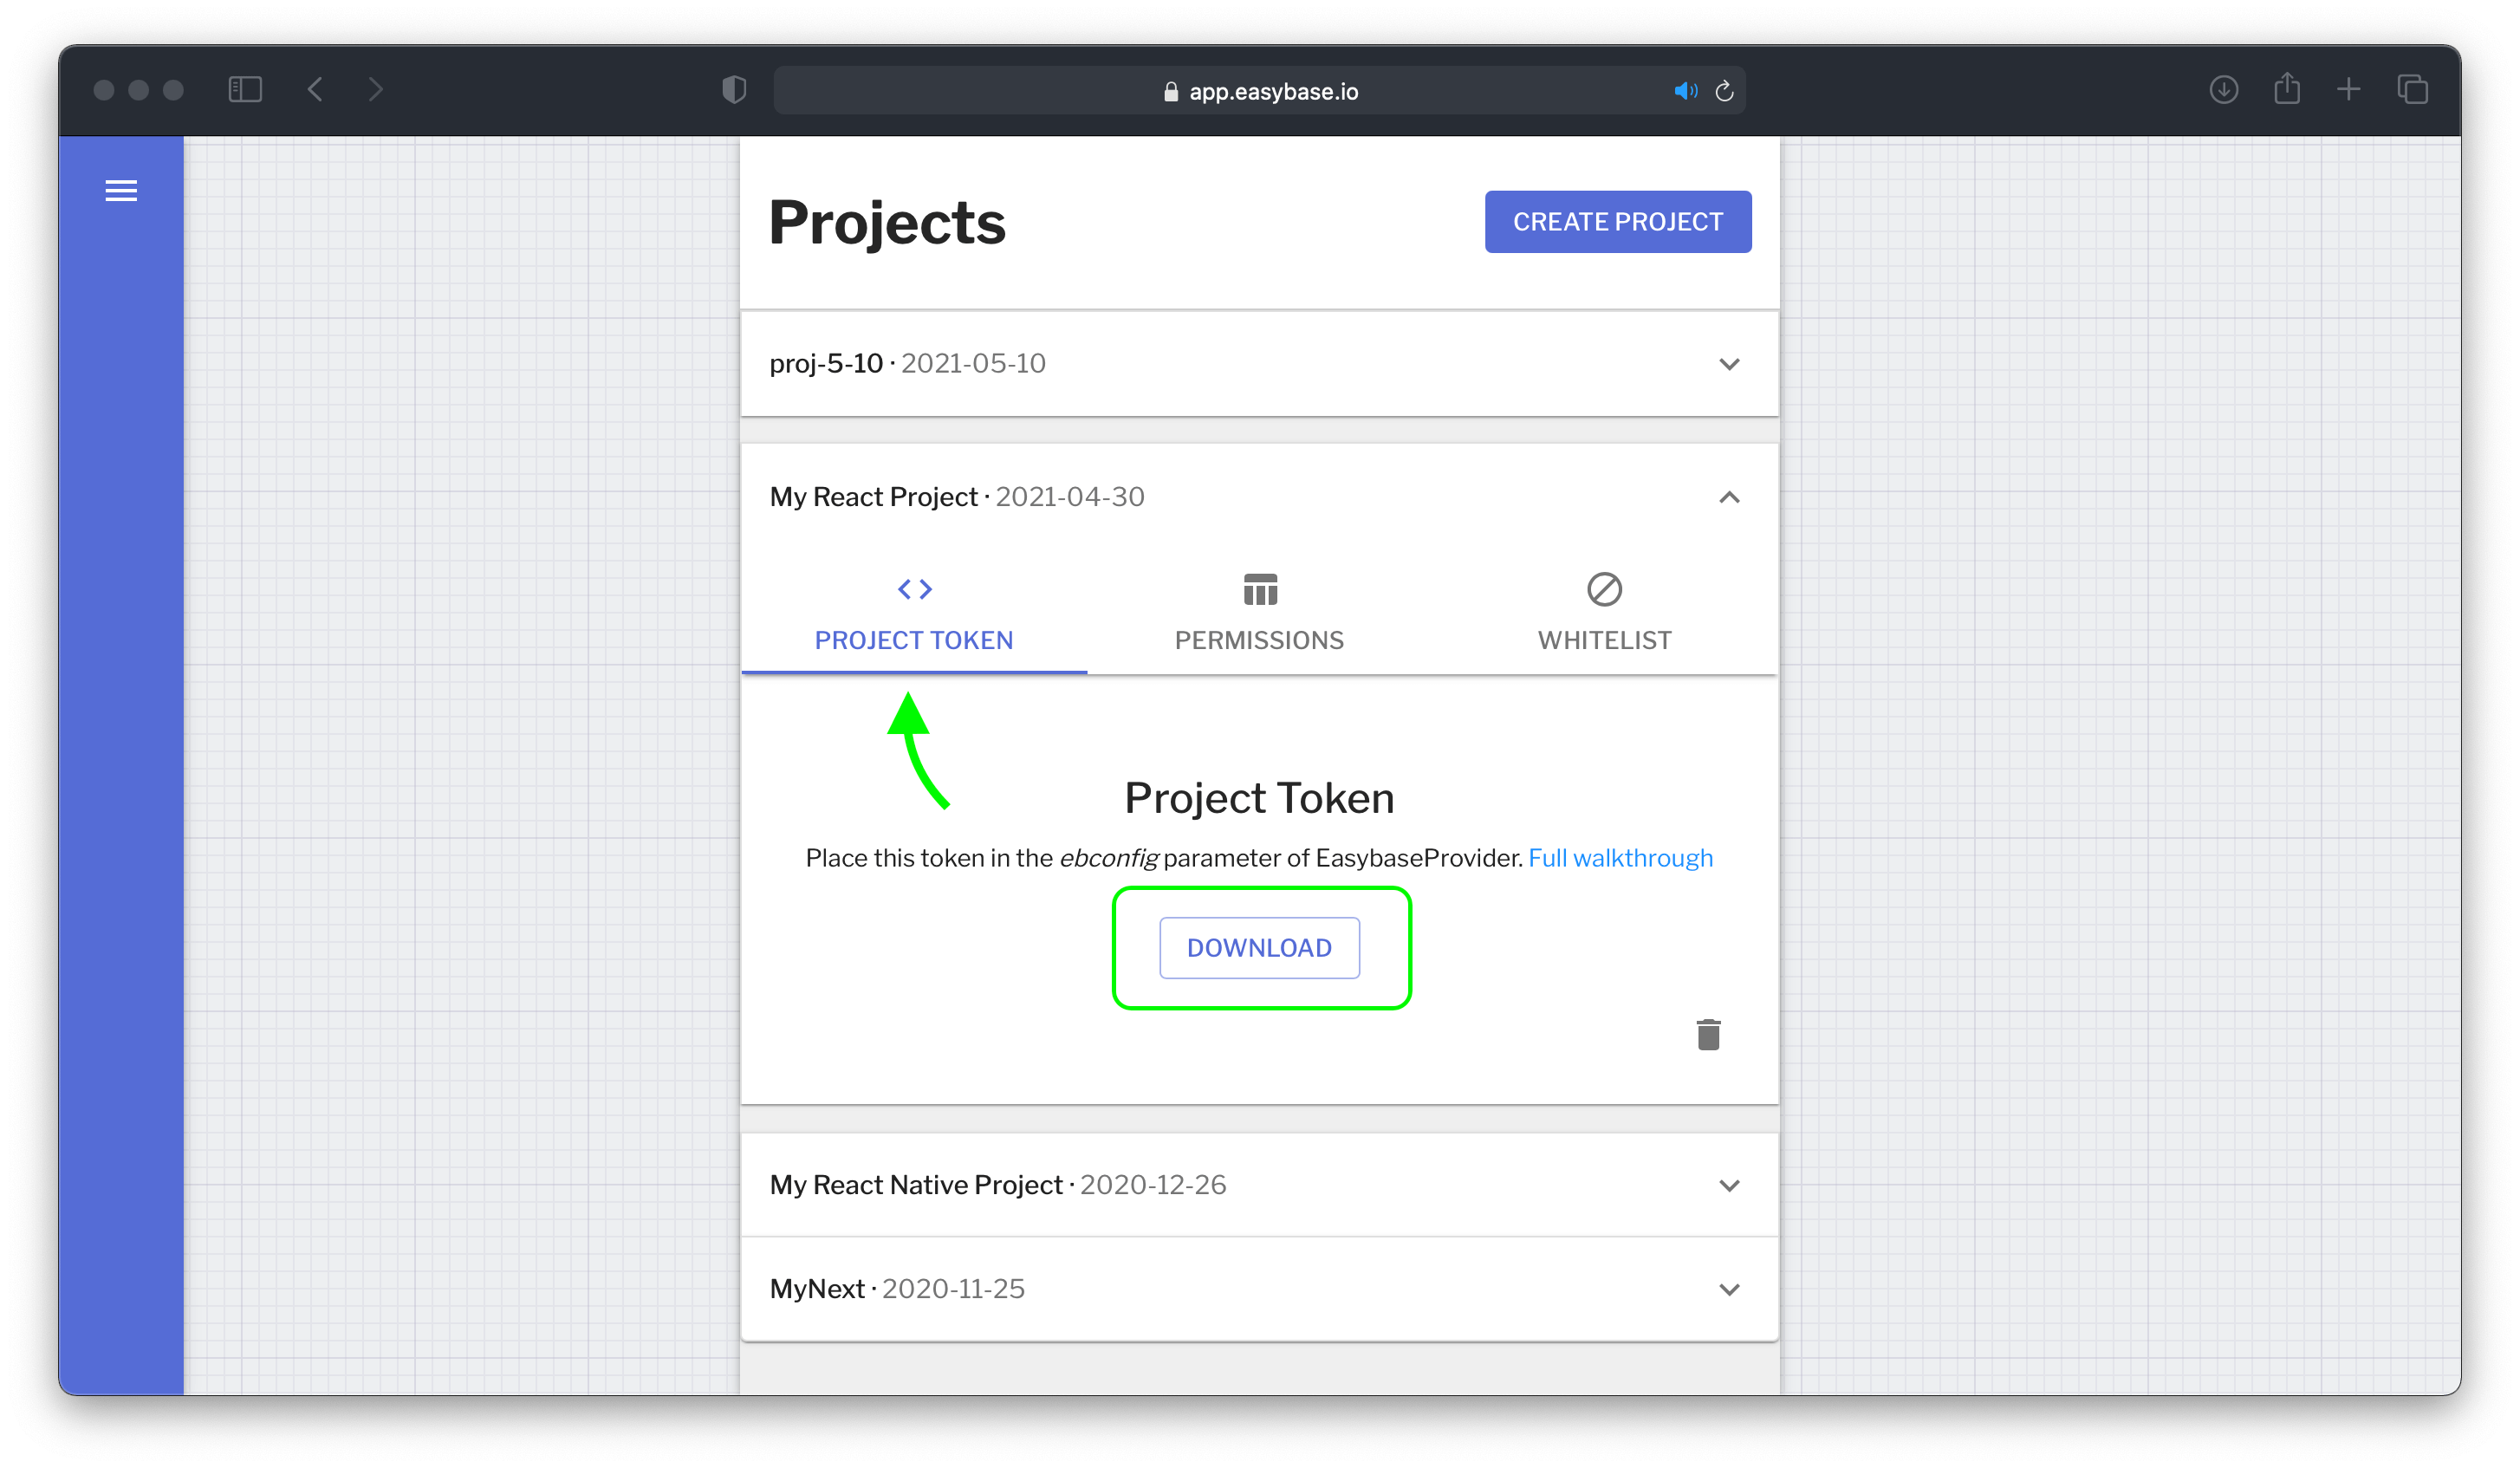 app.easybase.io
Projects
CREATE PROJECT
proj-5-10 · 2021-05-10
My React Project · 2021-04-30
PROJECT TOKEN
PERMISSIONS
WHITELIST
Project Token
Place this token in the ebconfig parameter of EasybaseProvider. Full walkthrough
DOWNLOAD
My React Native Project · 2020-12-26
MyNext · 2020-11-25